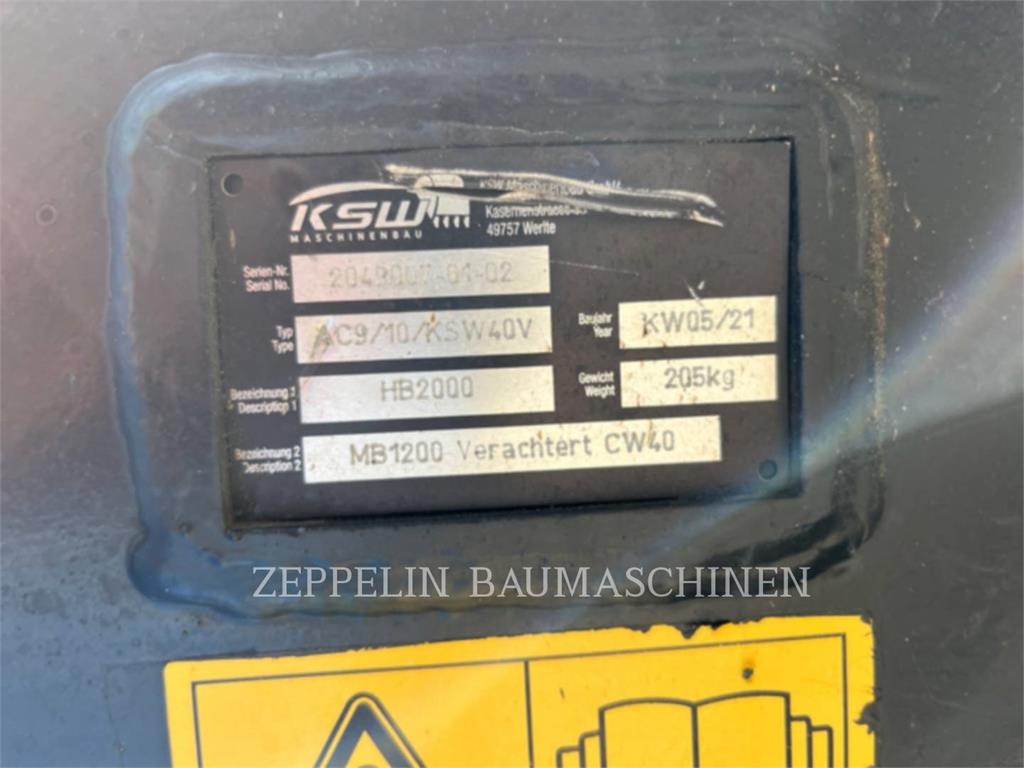 KSW
MASCHINENBAU
49757 Werlte
Serien-Nr.
Serial No.
Typ
Type
AC9/10/KSW40V
Baujahr
Year
KW05/21
Bezeichnung 1
Description 1
HB2000
Gewicht
Weight
205kg
Bezeichnung 2
Description 2
MB1200 Verachtert CW40
ZEPPELIN BAUMASCHINEN